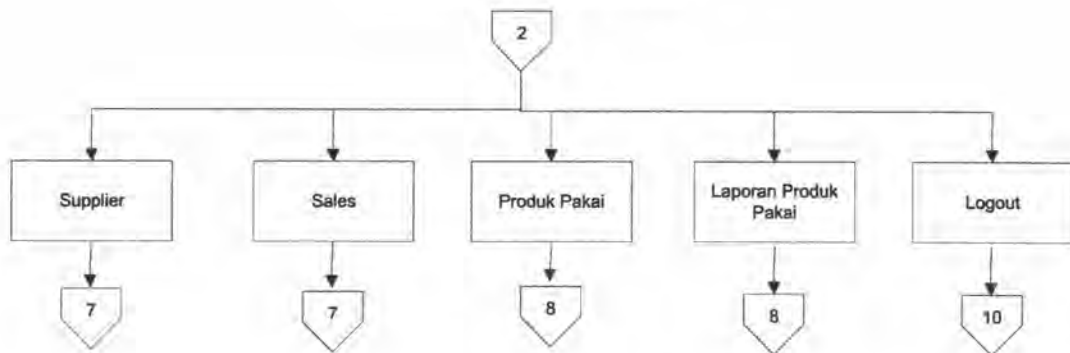 2
Supplier
Sales
Produk Pakai
Laporan Produk
Pakai
Logout
7
7
8
8
10